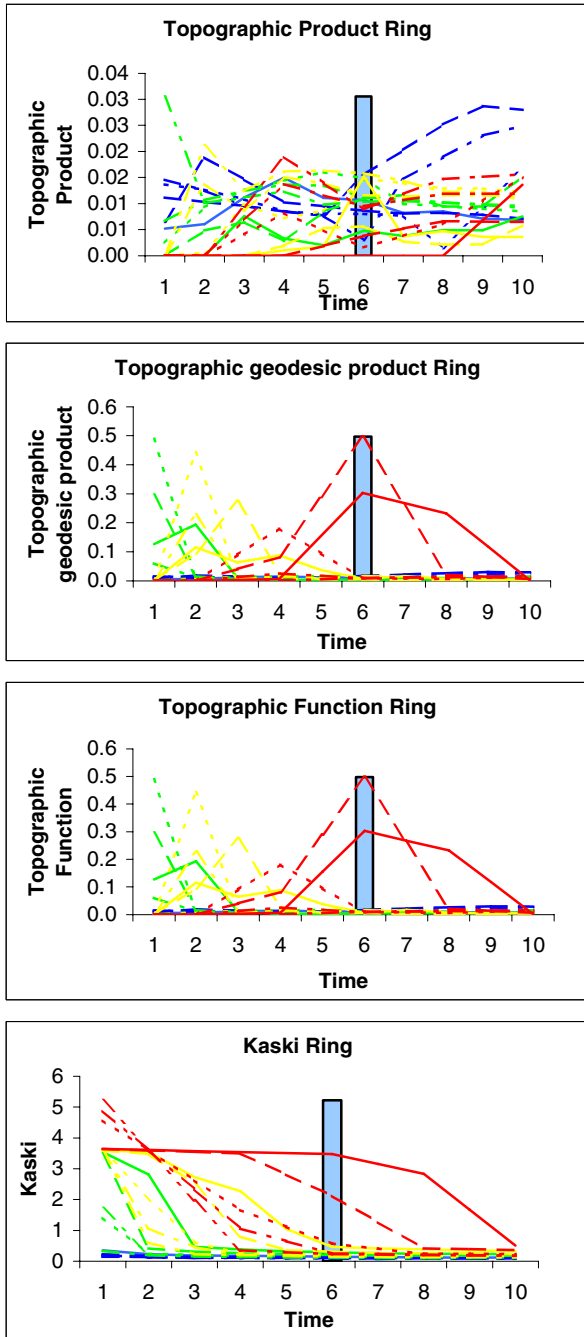 Topographic Product Ring
Topographic
Product
0.04
0.03
0.03
0.02
0.02
0.01
0.01
0.00
1 2 3 4 5 6 7 8 9 10
Time
Topographic geodesic product Ring
Topographic
geodesic product
0.6
0.5
0.4
0.3
0.2
0.1
0.0
1 2 3 4 5 6 7 8 9 10
Time
Topographic Function Ring
Topographic
Function
0.6
0.5
0.4
0.3
0.2
0.1
0.0
1 2 3 4 5 6 7 8 9 10
Time
Kaski Ring
Kaski
6
5
4
3
2
1
0
1 2 3 4 5 6 7 8 9 10
Time